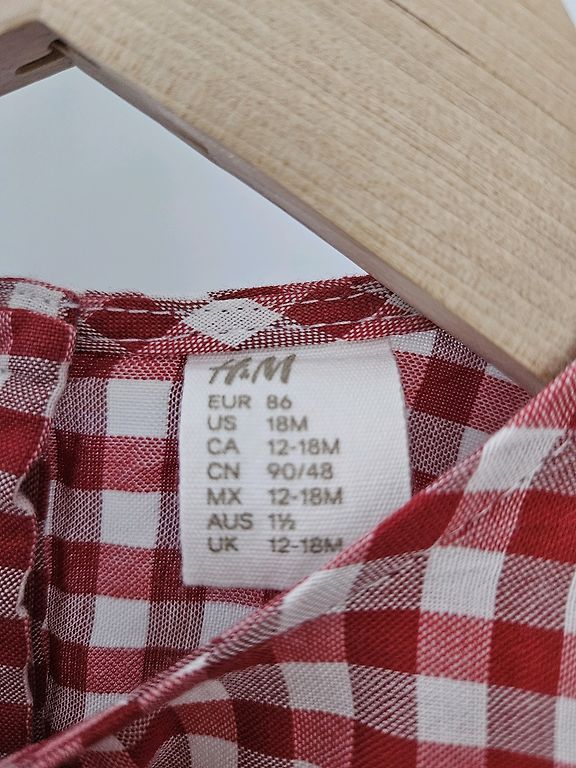 H&M
EUR 86
US 18M
CA 12-18M
CN 90/48
MX 12-18M
AUS 1½
UK 12-18M